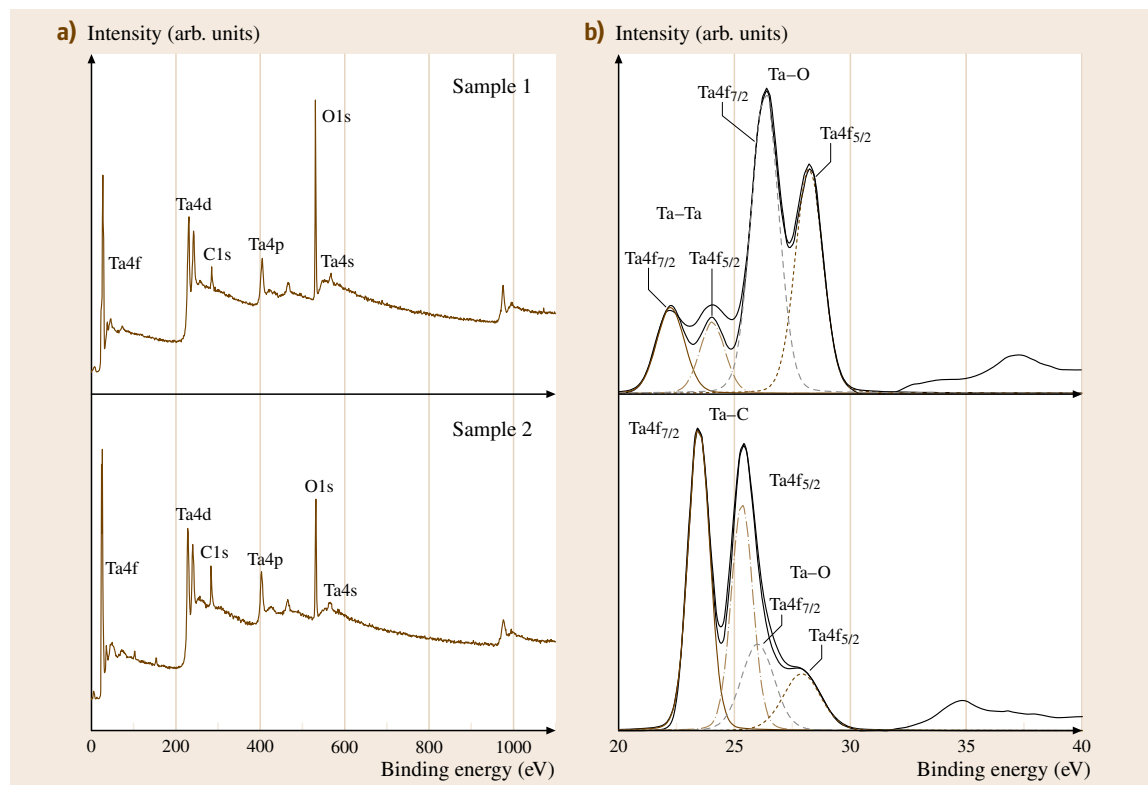 a) Intensity (arb. units)
Sample 1
O1s
Ta4d
C1s
Ta4p
Ta4s
Ta4f
Sample 2
O1s
Ta4d
C1s
Ta4p
Ta4s
Ta4f
0 200 400 600 800 1000
Binding energy (eV)
b) Intensity (arb. units)
Ta–O
Ta4f7/2
Ta4f5/2
Ta–Ta
Ta4f7/2
Ta4f5/2
Ta–C
Ta4f7/2
Ta4f5/2
Ta–O
Ta4f7/2
Ta4f5/2
20 25 30 35 40
Binding energy (eV)